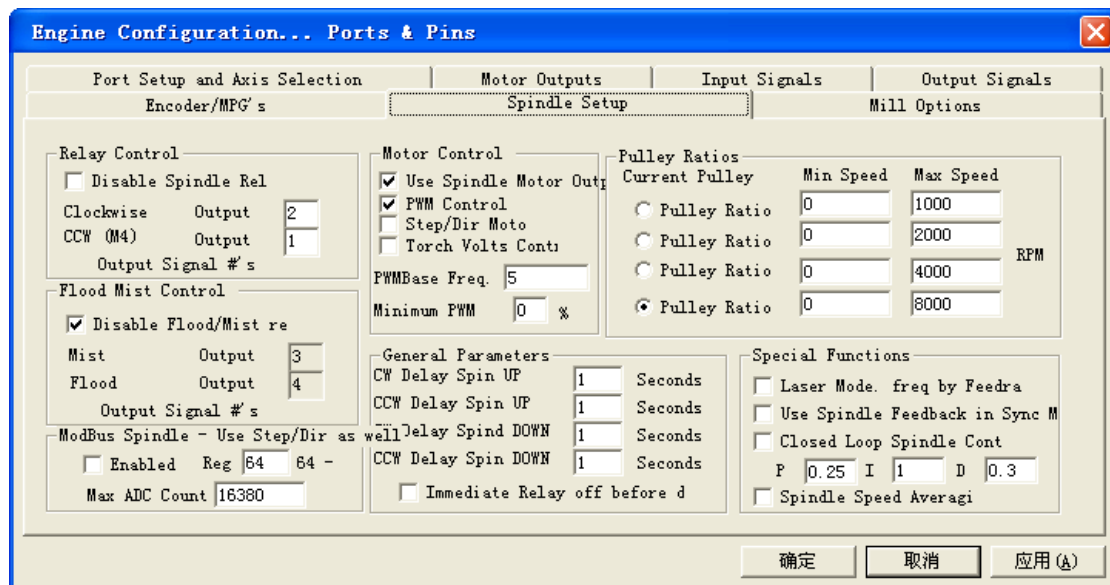 Engine Configuration... Ports & Pins
Port Setup and Axis Selection
Motor Outputs
Input Signals
Output Signals
Encoder/MPG's
Spindle Setup
Mill Options
Relay Control
Disable Spindle Rel
Clockwise Output 2
CCW (M4) Output 1
Output Signal #'s
Flood Mist Control
Disable Flood/Mist re
Mist Output 3
Flood Output 4
Output Signal #'s
ModBus Spindle - Use Step/Dir as well
Enabled Reg 64 64 -
Max ADC Count 16380
Motor Control
Use Spindle Motor Outp
PWM Control
Step/Dir Moto
Torch Volts Cont
PWMBase Freq. 5
Minimum PWM 0 %
General Parameters
CW Delay Spin UP 1 Seconds
CCW Delay Spin UP 1 Seconds
Delay Spind DOWN 1 Seconds
CCW Delay Spin DOWN 1 Seconds
Immediate Relay off before d
Pulley Ratios
Current Pulley Min Speed Max Speed
Pulley Ratio 0 1000
Pulley Ratio 0 2000
Pulley Ratio 0 4000
Pulley Ratio 0 8000
RPM
Special Functions
Laser Mode. freq by Feedra
Use Spindle Feedback in Sync M
Closed Loop Spindle Cont
P 0.25 I 1 D 0.3
Spindle Speed Averagi
确定
取消
应用(A)